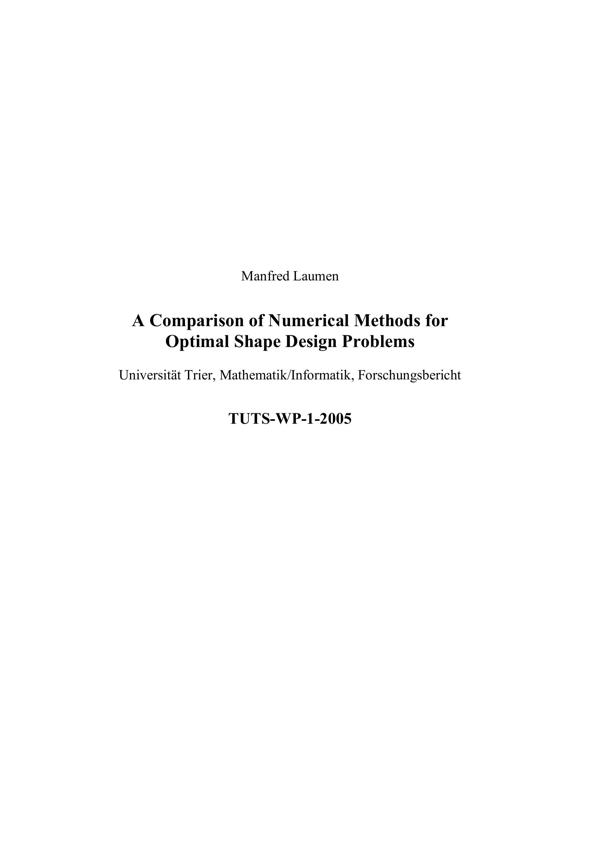 Manfred Laumen
A Comparison of Numerical Methods for
Optimal Shape Design Problems
Universität Trier, Mathematik/Informatik, Forschungsbericht
TUTS-WP-1-2005